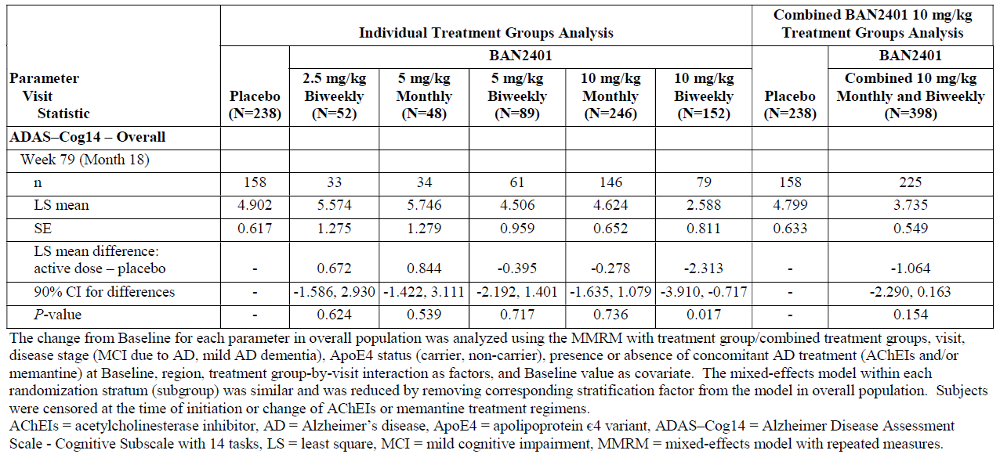 Individual Treatment Groups Analysis
Combined BAN2401 10 mg/kg
Treatment Groups Analysis
BAN2401
BAN2401
Parameter
Visit
Statistic
Placebo
(N=238)
2.5 mg/kg
Biweekly
(N=52)
5 mg/kg
Monthly
(N=48)
5 mg/kg
Biweekly
(N=89)
10 mg/kg
Monthly
(N=246)
10 mg/kg
Biweekly
(N=152)
Placebo
(N=238)
Combined 10 mg/kg
Monthly and Biweekly
(N=398)
ADAS–Cog14 – Overall
Week 79 (Month 18)
n 158 33 34 61 146 79 158 225
LS mean 4.902 5.574 5.746 4.506 4.624 2.588 4.799 3.735
SE 0.617 1.275 1.279 0.959 0.652 0.811 0.633 0.549
LS mean difference:
active dose – placebo - 0.672 0.844 -0.395 -0.278 -2.313 - -1.064
90% CI for differences - -1.586, 2.930 -1.422, 3.111 -2.192, 1.401 -1.635, 1.079 -3.910, -0.717 - -2.290, 0.163
P-value - 0.624 0.539 0.717 0.736 0.017 - 0.154
The change from Baseline for each parameter in overall population was analyzed using the MMRM with treatment group/combined treatment groups, visit,
disease stage (MCI due to AD, mild AD dementia), ApoE4 status (carrier, non-carrier), presence or absence of concomitant AD treatment (AChEIs and/or
memantine) at Baseline, region, treatment group-by-visit interaction as factors, and Baseline value as covariate. The mixed-effects model within each
randomization stratum (subgroup) was similar and was reduced by removing corresponding stratification factor from the model in overall population. Subjects
were censored at the time of initiation or change of AChEIs or memantine treatment regimens.
AChEIs = acetylcholinesterase inhibitor, AD = Alzheimer’s disease, ApoE4 = apolipoprotein ϵ4 variant, ADAS–Cog14 = Alzheimer Disease Assessment
Scale - Cognitive Subscale with 14 tasks, LS = least square, MCI = mild cognitive impairment, MMRM = mixed-effects model with repeated measures.